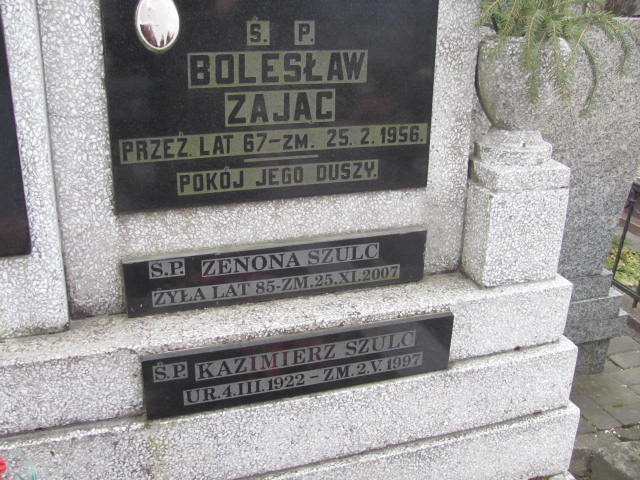 Ś. P.
BOLESŁAW
ZAJĄC
PRZEŻ. LAT 67-ZM. 25. 2. 1956.
POKÓJ JEGO DUSZY.
Ś.P. ZENONA SZULC
ŻYŁA LAT 85-ZM.25.XI.2007
Ś.P. KAZIMIERZ SZULC
UR.4.III.1922 - ZM.2.V.1997